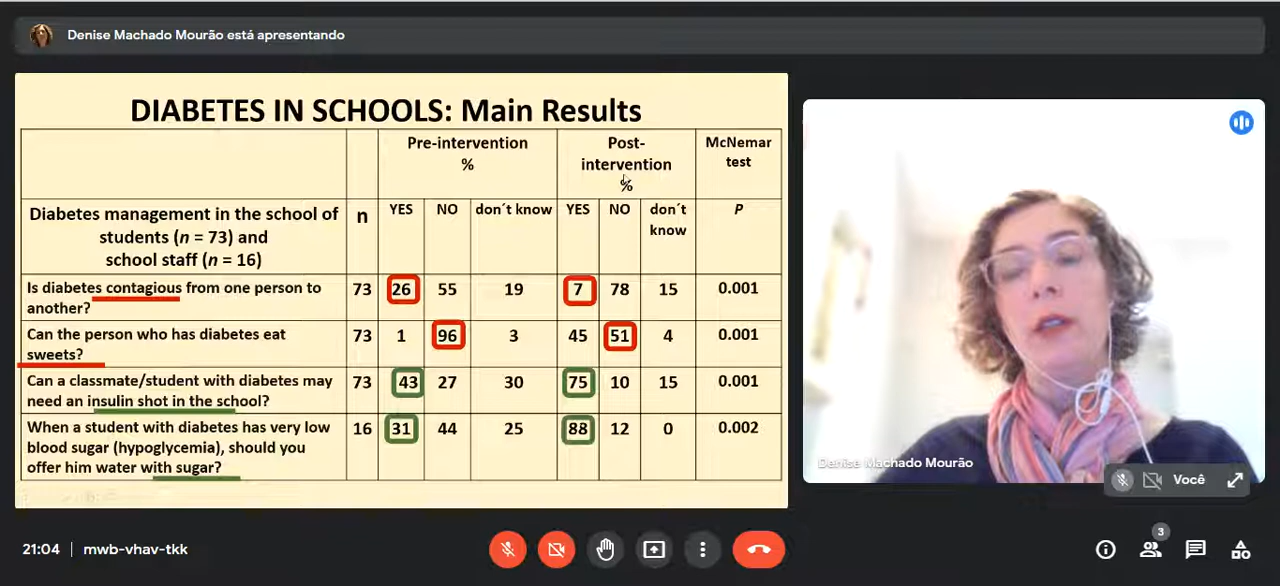 Denise Machado Mourão está apresentando
DIABETES IN SCHOOLS: Main Results
Pre-intervention
%
Post-
intervention
%
McNemar
test
Diabetes management in the school of
students (n = 73) and
school staff (n = 16)
n
YES
NO
don´t know
YES
NO
don´t
know
P
Is diabetes contagious from one person to
another?
73 26 55 19 7 78 15 0.001
Can the person who has diabetes eat
sweets?
73 1 96 3 45 51 4 0.001
Can a classmate/student with diabetes may
need an insulin shot in the school?
73 43 27 30 75 10 15 0.001
When a student with diabetes has very low
blood sugar (hypoglycemia), should you
offer him water with sugar?
16 31 44 25 88 12 0 0.002
Denise Machado Mourão
Você
21:04 | mwb-vhav-tkk
3